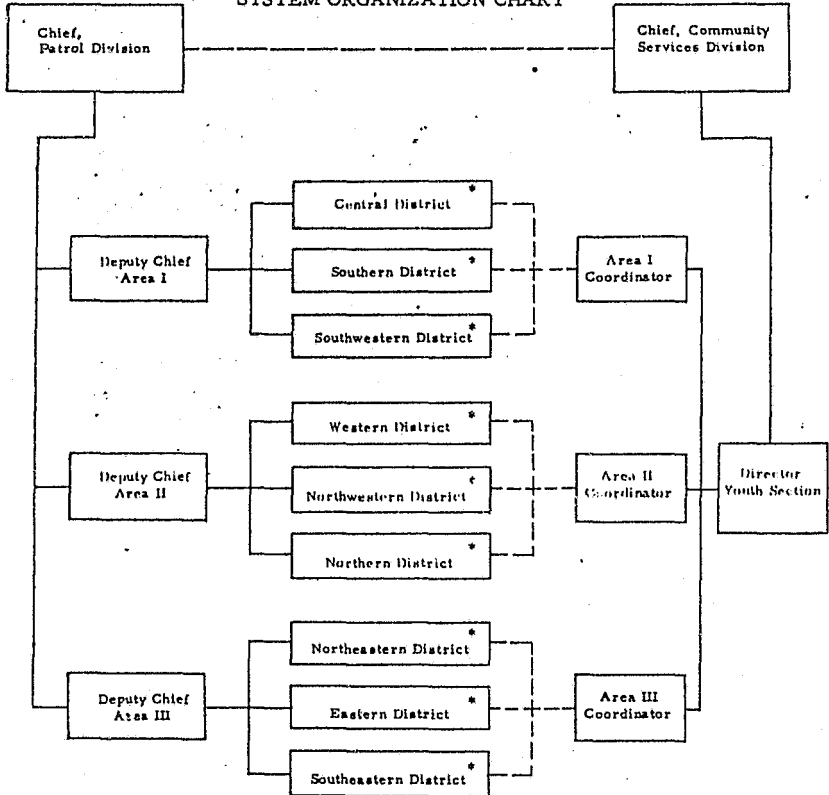 SYSTEM ORGANIZATION CHART
Chief,
Patrol Division
Chief, Community
Services Division
Central District *
Deputy Chief
Area I
Southern District *
Area I
Coordinator
Southwestern District *
Western District *
Deputy Chief
Area II
Northwestern District *
Area II
Coordinator
Director
Youth Section
Northern District *
Northeastern District *
Deputy Chief
Area III
Eastern District *
Area III
Coordinator
Southeastern District *